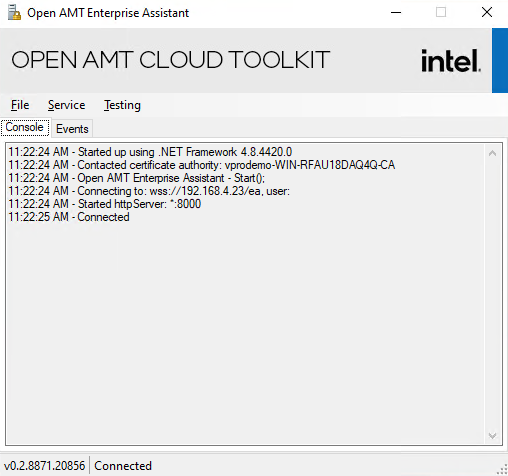 Open AMT Enterprise Assistant
OPEN AMT CLOUD TOOLKIT
intel.
File Service Testing
Console Events
11:22:24 AM - Started up using .NET Framework 4.8.4420.0
11:22:24 AM - Contacted certificate authority: vprodemo-WIN-RFAU18DAQ4Q-CA
11:22:24 AM - Open AMT Enterprise Assistant - Start();
11:22:24 AM - Connecting to: wss://192.168.4.23/ea, user:
11:22:24 AM - Started httpServer: *:8000
11:22:25 AM - Connected
v0.2.8871.20856 Connected